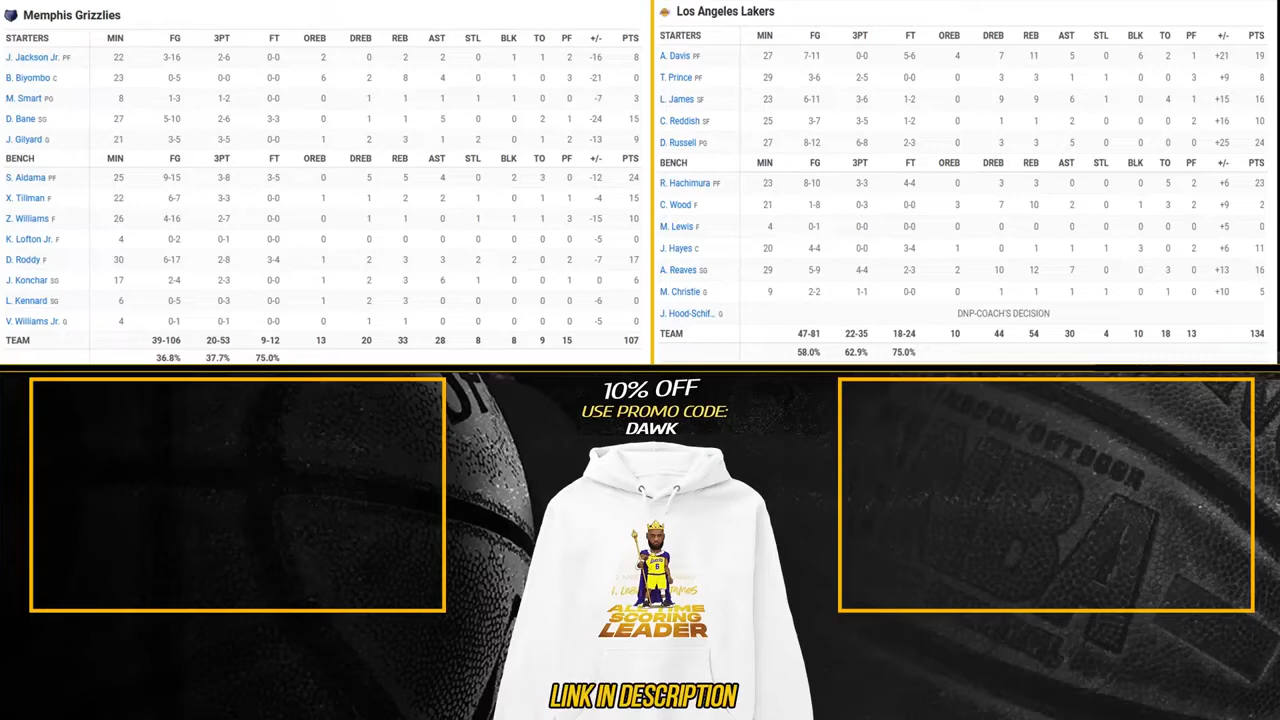 Memphis Grizzlies
STARTERS MIN FG 3PT FT OREB DREB REB AST STL BLK TO PF +/- PTS
J. Jackson Jr. PF 22 3-16 2-6 0-0 2 0 2 2 0 1 1 2 -16 8
B. Biyombo C 23 0-5 0-0 0-0 6 2 8 4 0 1 0 3 -21 0
M. Smart PG 8 1-3 1-2 0-0 0 1 1 1 1 1 0 0 -7 3
D. Bane SG 27 5-10 2-6 3-3 0 1 1 5 0 0 2 1 -24 15
J. Gilyard G 21 3-5 3-5 0-0 1 2 3 1 2 0 1 2 -13 9
BENCH MIN FG 3PT FT OREB DREB REB AST STL BLK TO PF +/- PTS
S. Aldama PF 25 9-15 3-8 3-5 0 5 5 4 0 2 3 0 -12 24
X. Tillman F 22 6-7 3-3 0-0 1 1 2 2 1 0 1 1 -4 15
Z. Williams F 26 4-16 2-7 0-0 0 1 1 0 1 1 1 3 -15 10
K. Lofton Jr. F 4 0-2 0-1 0-0 0 0 0 0 0 0 0 0 -5 0
D. Roddy F 30 6-17 2-8 3-4 1 2 3 3 2 2 0 2 -7 17
J. Konchar SG 17 2-4 2-3 0-0 1 2 3 6 1 0 0 1 0 6
L. Kennard SG 6 0-5 0-3 0-0 1 2 3 0 0 0 0 0 -6 0
V. Williams Jr. G 4 0-1 0-1 0-0 0 1 1 0 0 0 0 0 -5 0
TEAM 39-106 20-53 9-12 13 20 33 28 8 8 9 15 107
36.8% 37.7% 75.0%
Los Angeles Lakers
STARTERS MIN FG 3PT FT OREB DREB REB AST STL BLK TO PF +/- PTS
A. Davis PF 27 7-11 0-0 5-6 4 7 11 5 0 6 2 1 +21 19
T. Prince PF 29 3-6 2-5 0-0 0 3 3 1 1 0 0 3 +9 8
L. James SF 23 6-11 3-6 1-2 0 9 9 6 1 0 4 1 +15 16
C. Reddish SF 25 3-7 3-5 1-2 0 1 1 2 0 0 0 2 +16 10
D. Russell PG 27 8-12 6-8 2-3 0 3 3 5 0 0 0 0 +25 24
BENCH MIN FG 3PT FT OREB DREB REB AST STL BLK TO PF +/- PTS
R. Hachimura PF 23 8-10 3-3 4-4 0 3 3 0 0 0 5 2 +6 23
C. Wood F 21 1-8 0-3 0-0 3 7 10 2 0 1 3 2 +9 2
M. Lewis F 4 0-1 0-0 0-0 0 0 0 0 0 0 0 0 +5 0
J. Hayes C 20 4-4 0-0 3-4 1 0 1 1 1 3 0 2 +6 11
A. Reaves SG 29 5-9 4-4 2-3 2 10 12 7 0 0 3 0 +13 16
M. Christie G 9 2-2 1-1 0-0 0 1 1 1 1 0 1 0 +10 5
J. Hood-Schif... G DNP-COACH'S DECISION
TEAM 47-81 22-35 18-24 10 44 54 30 4 10 18 13 134
58.0% 62.9% 75.0%
10% OFF
USE PROMO CODE:
DAWK
ALL TIME
SCORING
LEADER
LINK IN DESCRIPTION